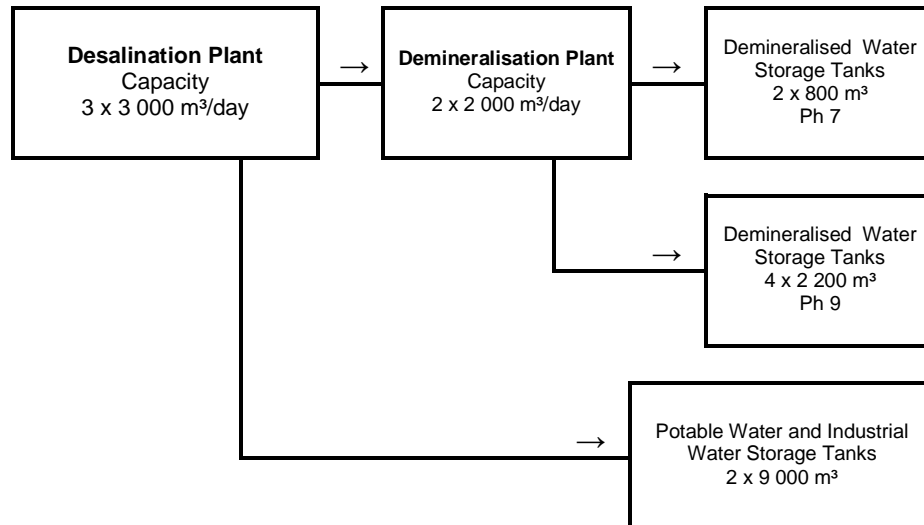 Desalination Plant
Capacity
3 x 3 000 m³/day
→
Demineralisation Plant
Capacity
2 x 2 000 m³/day
→
Demineralised Water
Storage Tanks
2 x 800 m³
Ph 7
→
Demineralised Water
Storage Tanks
4 x 2 200 m³
Ph 9
→
Potable Water and Industrial
Water Storage Tanks
2 x 9 000 m³